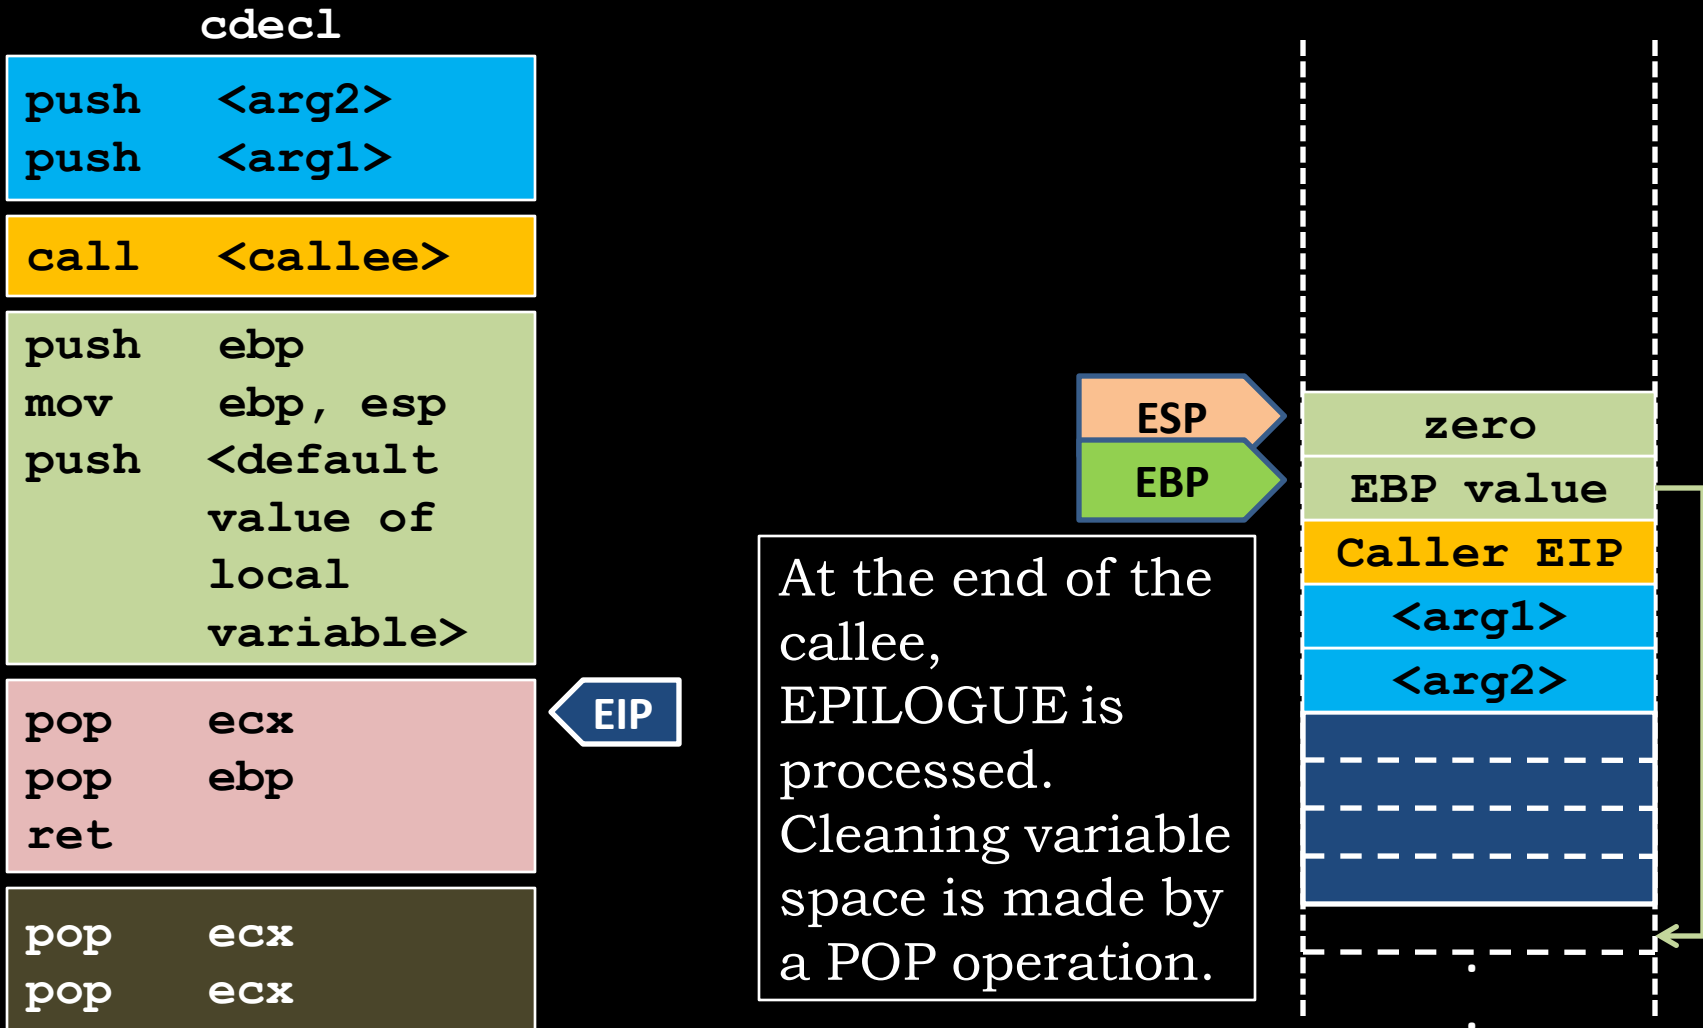 cdecl
push <arg2>
push <arg1>
call <callee>
push ebp
mov ebp, esp
push <default
value of
local
variable>
pop ecx
pop ebp
ret
pop ecx
pop ecx
EIP
ESP
EBP
At the end of the
callee,
EPILOGUE is
processed.
Cleaning variable
space is made by
a POP operation.
zero
EBP value
Caller EIP
<arg1>
<arg2>